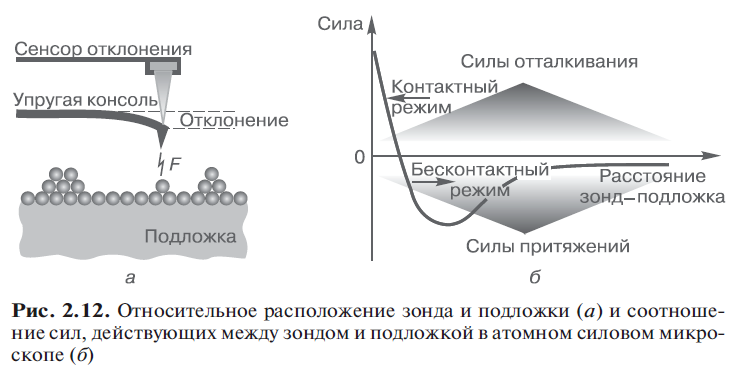 Сенсор отклонения
Упругая консоль
Отклонение
F
Подложка
а
Сила
Силы отталкивания
Контактный
режим
0
Бесконтактный
режим
Расстояние
зонд–подложка
Силы притяжений
б
Рис. 2.12. Относительное расположение зонда и подложки (а) и соотноше-
ние сил, действующих между зондом и подложкой в атомном силовом микро-
скопе (б)